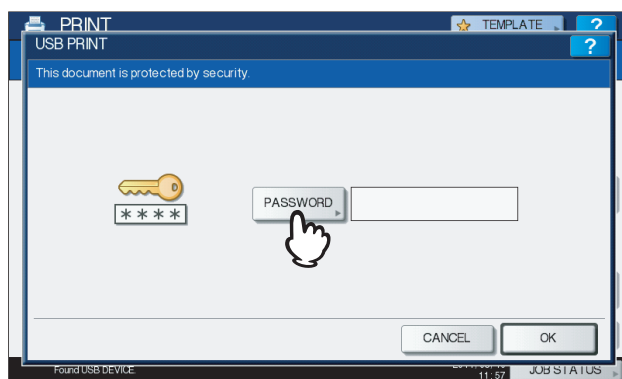 PRINT
TEMPLATE
?
USB PRINT
?
This document is protected by security.
PASSWORD
****
CANCEL
OK
Found USB DEVICE.
11:57
JOB STATUS